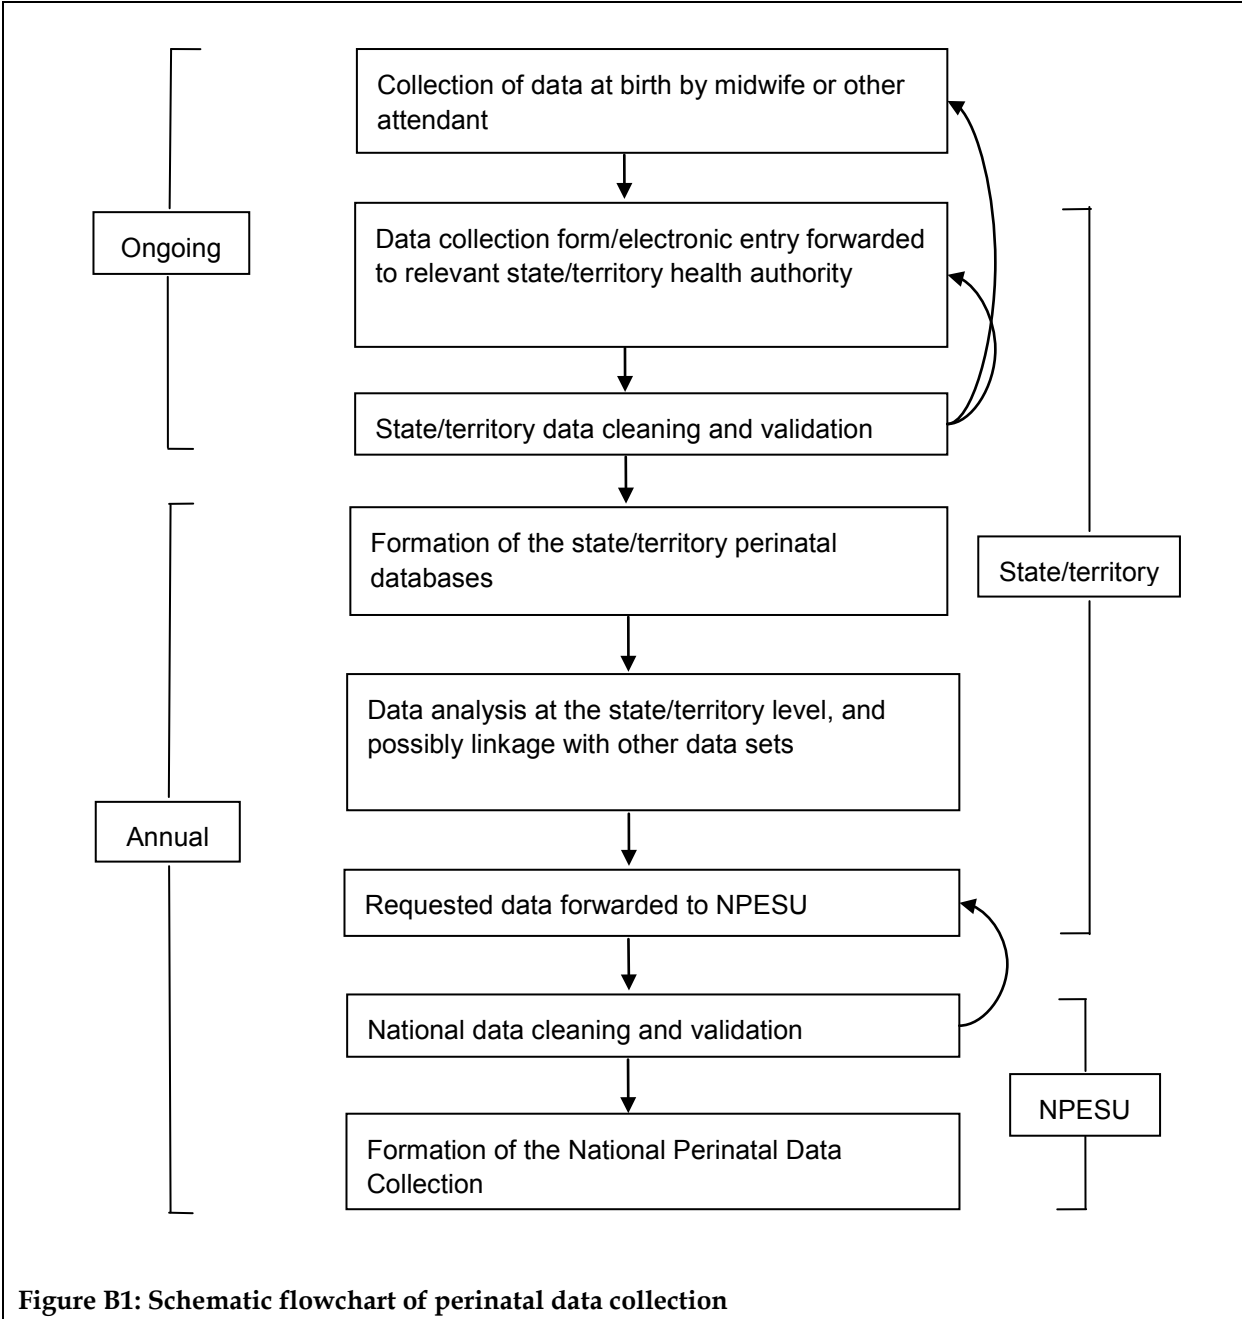 Collection of data at birth by midwife or other
attendant
Ongoing
Data collection form/electronic entry forwarded
to relevant state/territory health authority
State/territory data cleaning and validation
Formation of the state/territory perinatal
databases
State/territory
Data analysis at the state/territory level, and
possibly linkage with other data sets
Annual
Requested data forwarded to NPESU
National data cleaning and validation
NPESU
Formation of the National Perinatal Data
Collection
Figure B1: Schematic flowchart of perinatal data collection